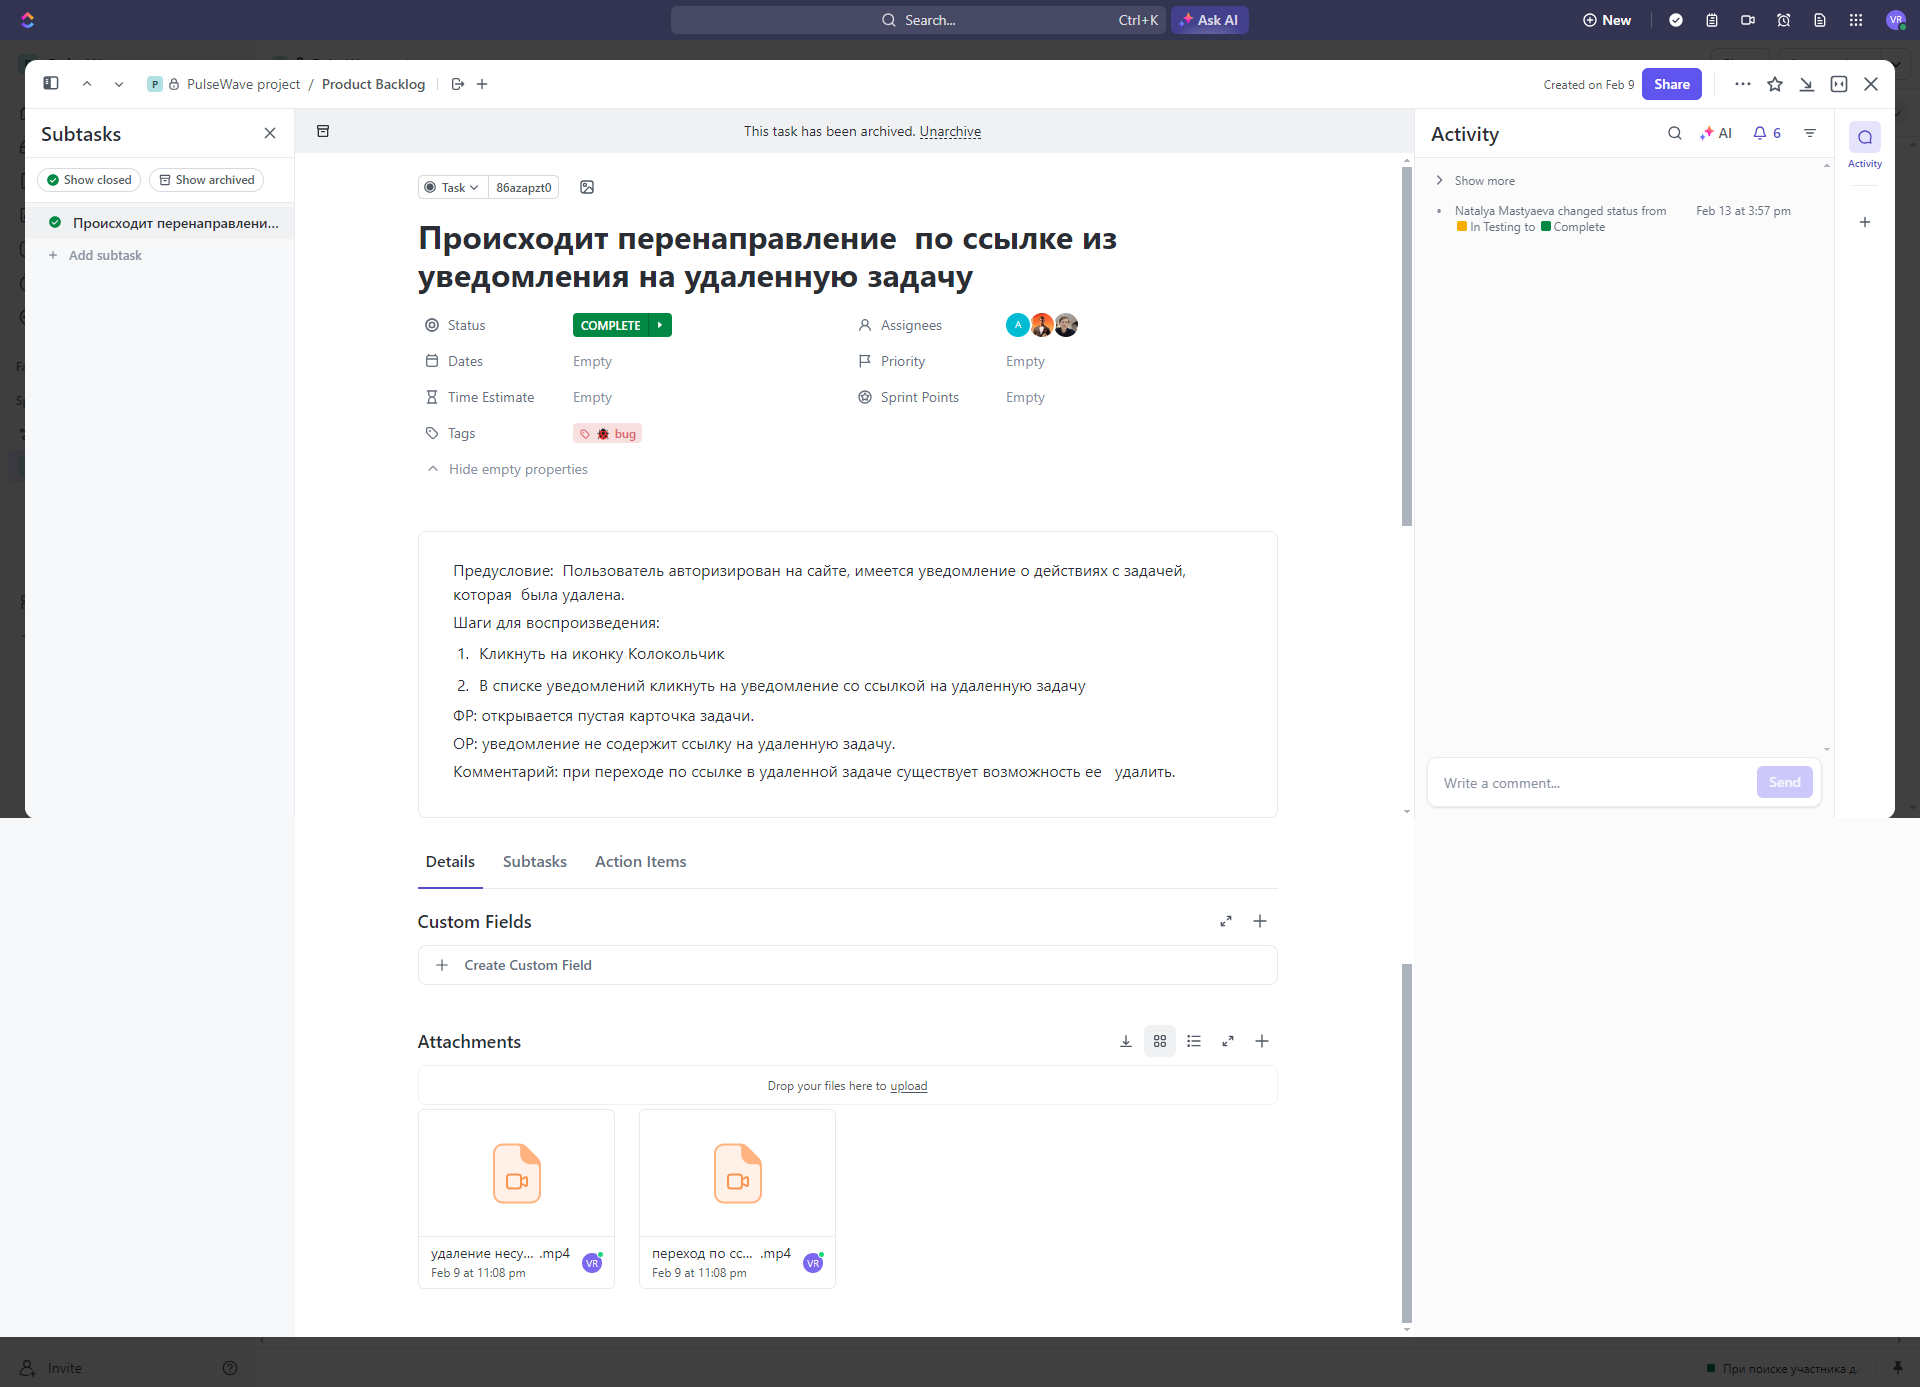 Search...
Ctrl+K
Ask AI
New
VR
P
PulseWave project / Product Backlog
Created on Feb 9
Share
Subtasks
Show closed
Show archived
Происходит перенаправлени...
+ Add subtask
This task has been archived. Unarchive
Task
86azapzt0
Происходит перенаправление по ссылке из
уведомления на удаленную задачу
Status
COMPLETE
Assignees
A
Dates
Empty
Priority
Empty
Time Estimate
Empty
Sprint Points
Empty
Tags
bug
Hide empty properties
Предусловие: Пользователь авторизирован на сайте, имеется уведомление о действиях с задачей,
которая была удалена.
Шаги для воспроизведения:
1. Кликнуть на иконку Колокольчик
2. В списке уведомлений кликнуть на уведомление со ссылкой на удаленную задачу
ФР: открывается пустая карточка задачи.
ОР: уведомление не содержит ссылку на удаленную задачу.
Комментарий: при переходе по ссылке в удаленной задаче существует возможность ее удалить.
Details
Subtasks
Action Items
Custom Fields
Create Custom Field
Attachments
Drop your files here to upload
удаление несу... .mp4
Feb 9 at 11:08 pm
VR
переход по сс... .mp4
Feb 9 at 11:08 pm
VR
Activity
AI
6
Activity
Show more
Natalya Mastyaeva changed status from
In Testing to Complete
Feb 13 at 3:57 pm
Write a comment...
Send
Invite
При поиске участника д